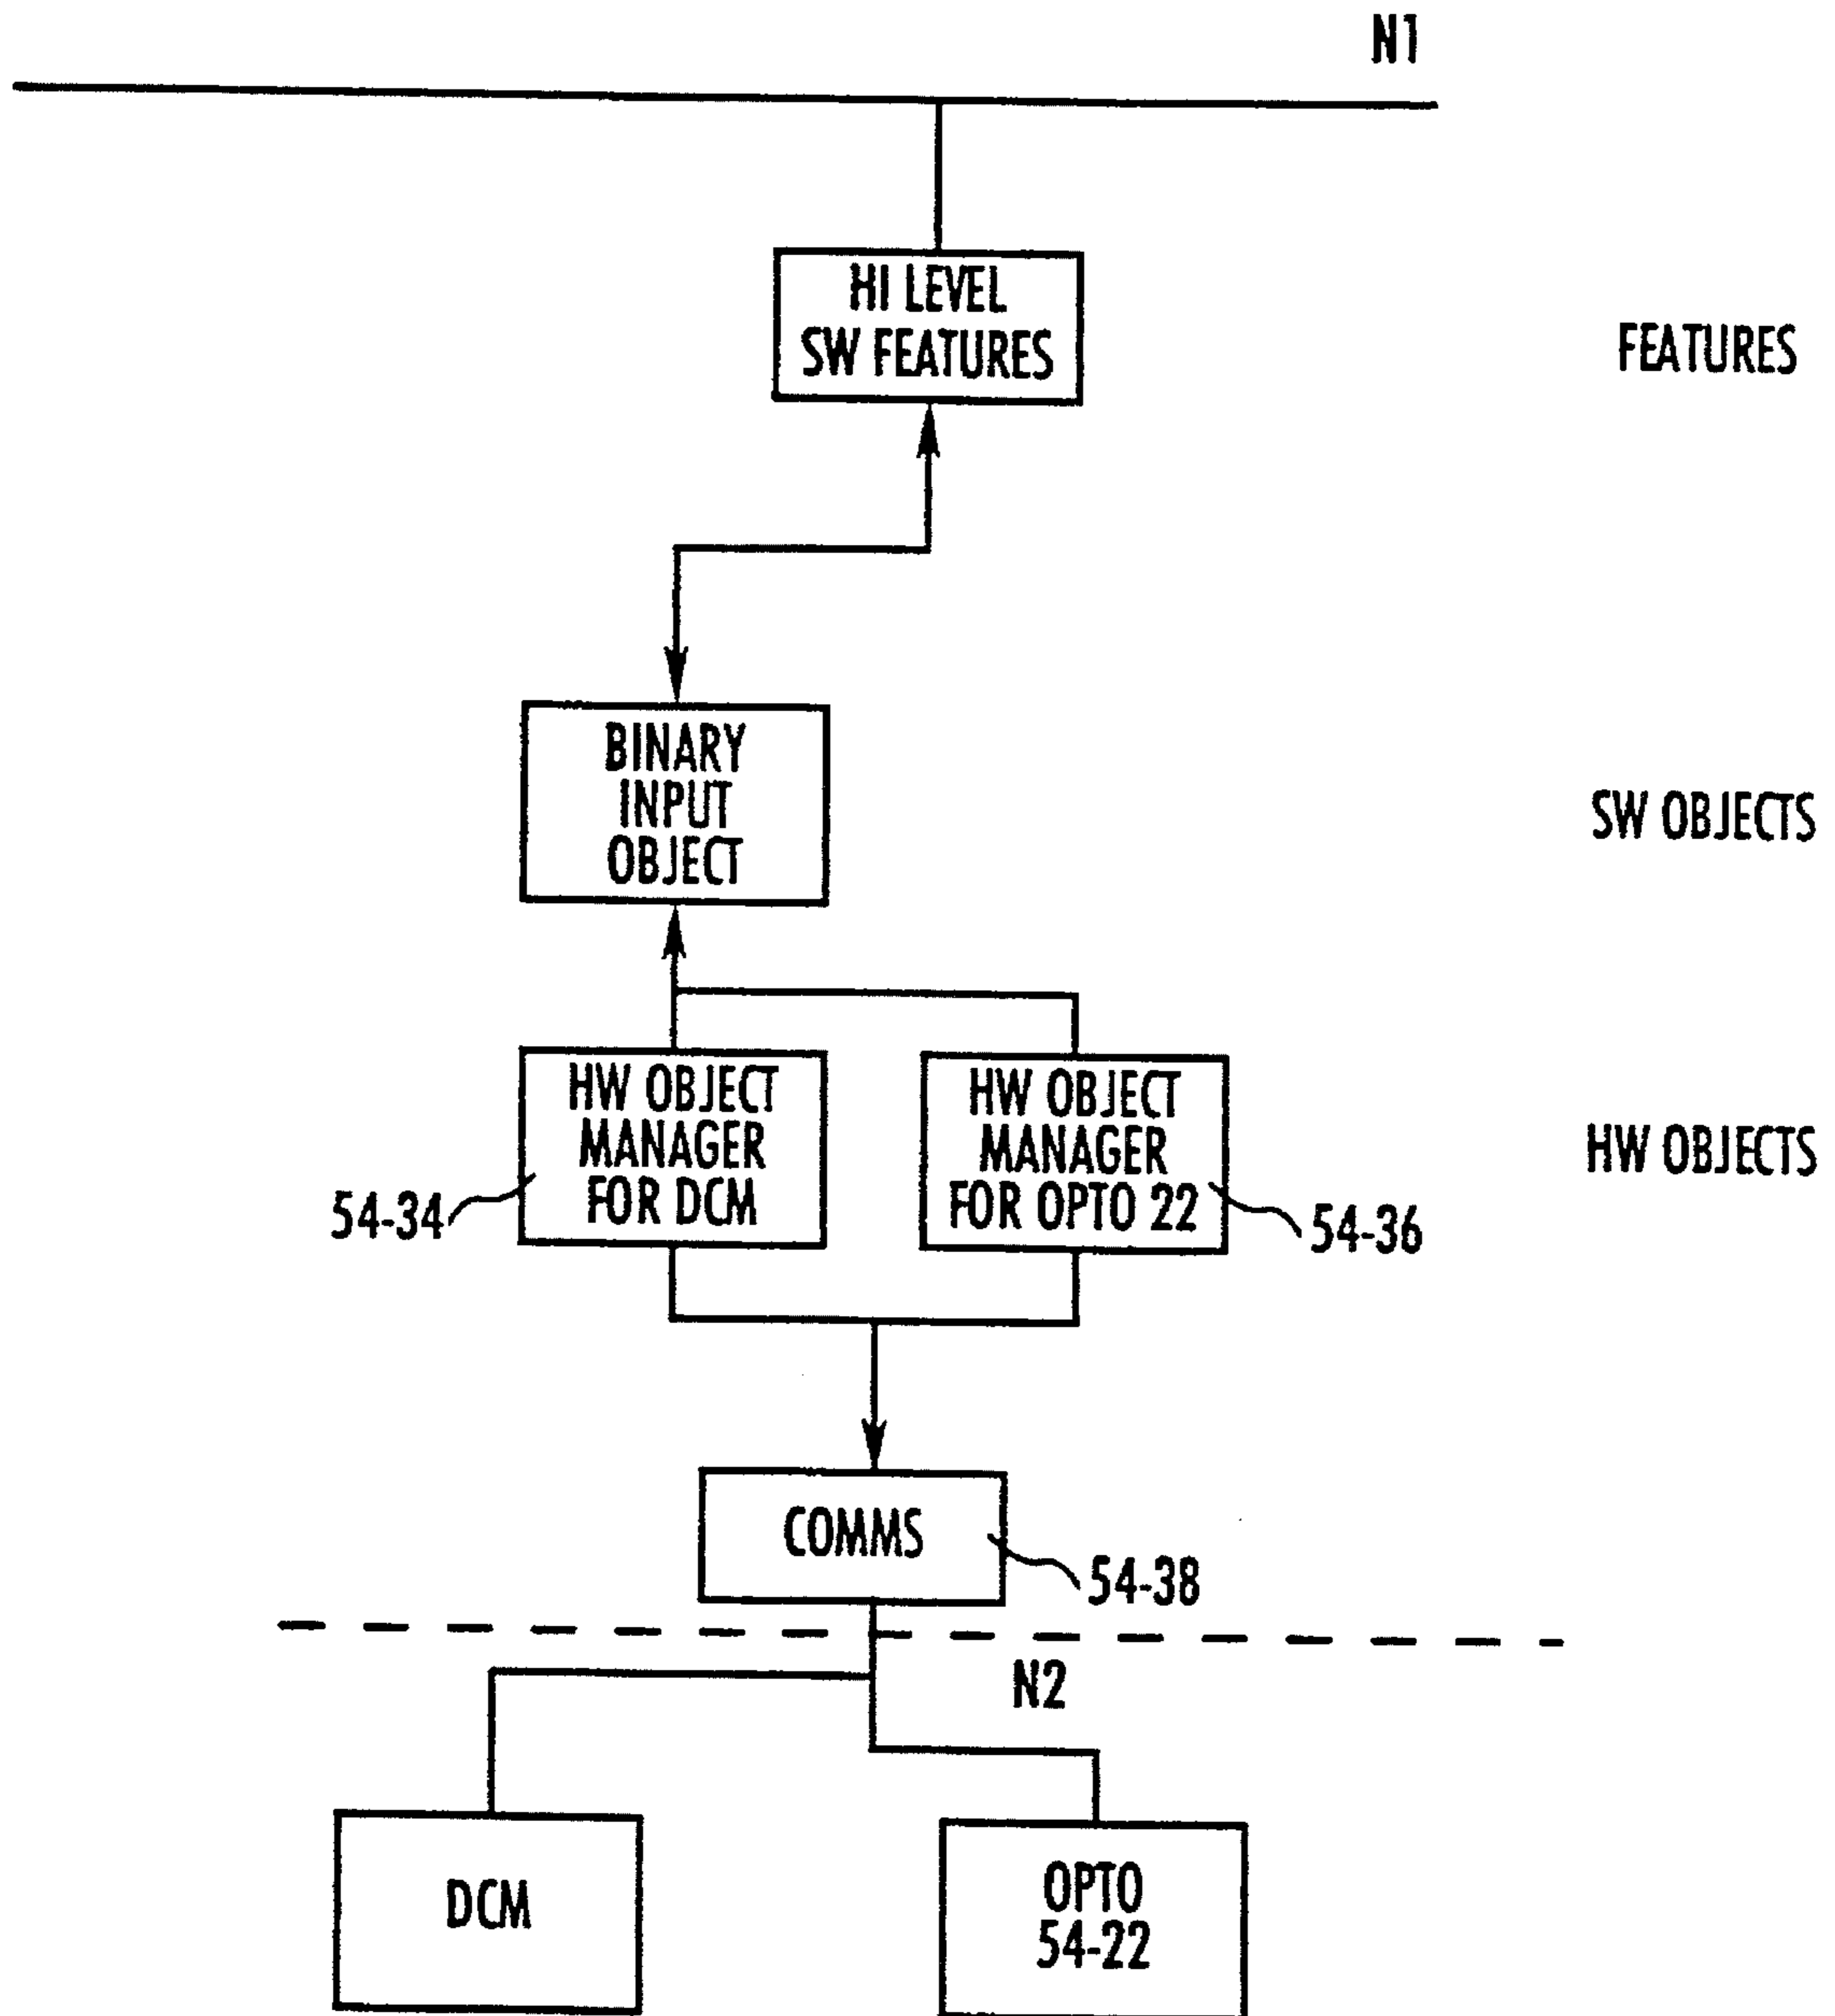 N1
HI LEVEL
SW FEATURES
FEATURES
BINARY
INPUT
OBJECT
SW OBJECTS
HW OBJECT
MANAGER
FOR DCM
HW OBJECT
MANAGER
FOR OPTO 22
HW OBJECTS
54-34
54-36
COMMS
54-38
N2
DCM
OPTO
54-22